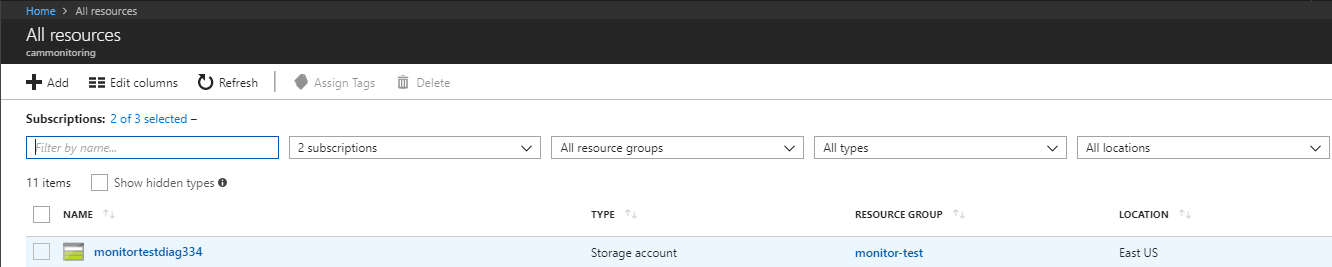 Home > All resources
All resources
cammonitoring
Add Edit columns Refresh Assign Tags Delete
Subscriptions: 2 of 3 selected –
Filter by name... 2 subscriptions All resource groups All types All locations
11 items Show hidden types
NAME TYPE RESOURCE GROUP LOCATION
monitortestdiag334 Storage account monitor-test East US